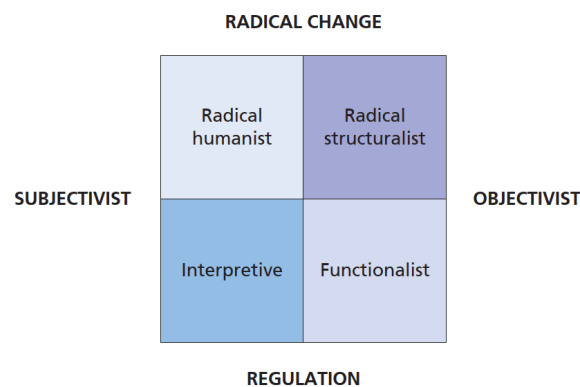 RADICAL CHANGE
Radical
humanist
Radical
structuralist
SUBJECTIVIST
OBJECTIVIST
Interpretive
Functionalist
REGULATION